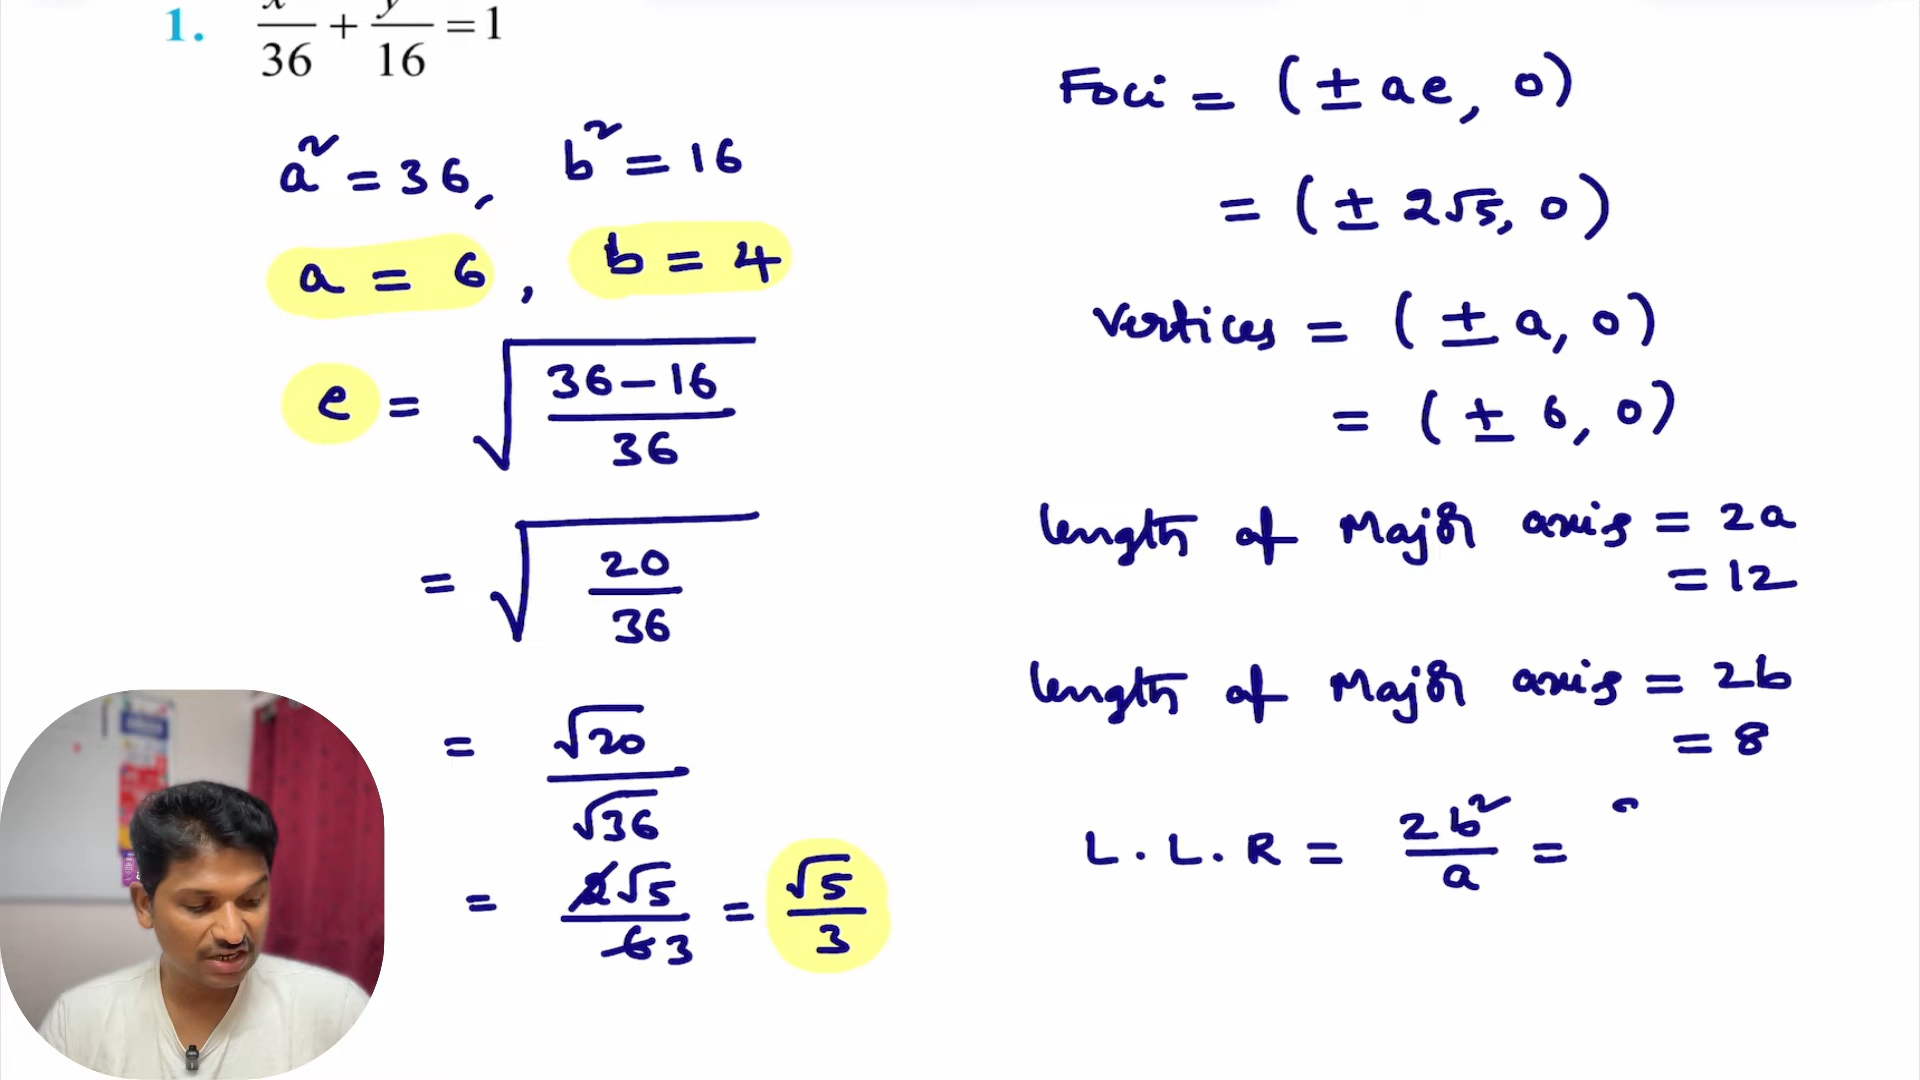 1. x/36 + y/16 = 1
a² = 36, b² = 16
a = 6, b = 4
e = √((36 − 16)/36)
= √(20/36)
= √20/√36
= 2√5/6 3 = √5/3
Foci = (± ae, 0)
= (± 2√5, 0)
Vertices = (± a, 0)
= (± 6, 0)
length of Major axis = 2a
= 12
length of Major axis = 2b
= 8
L.L.R = 2b²/a =